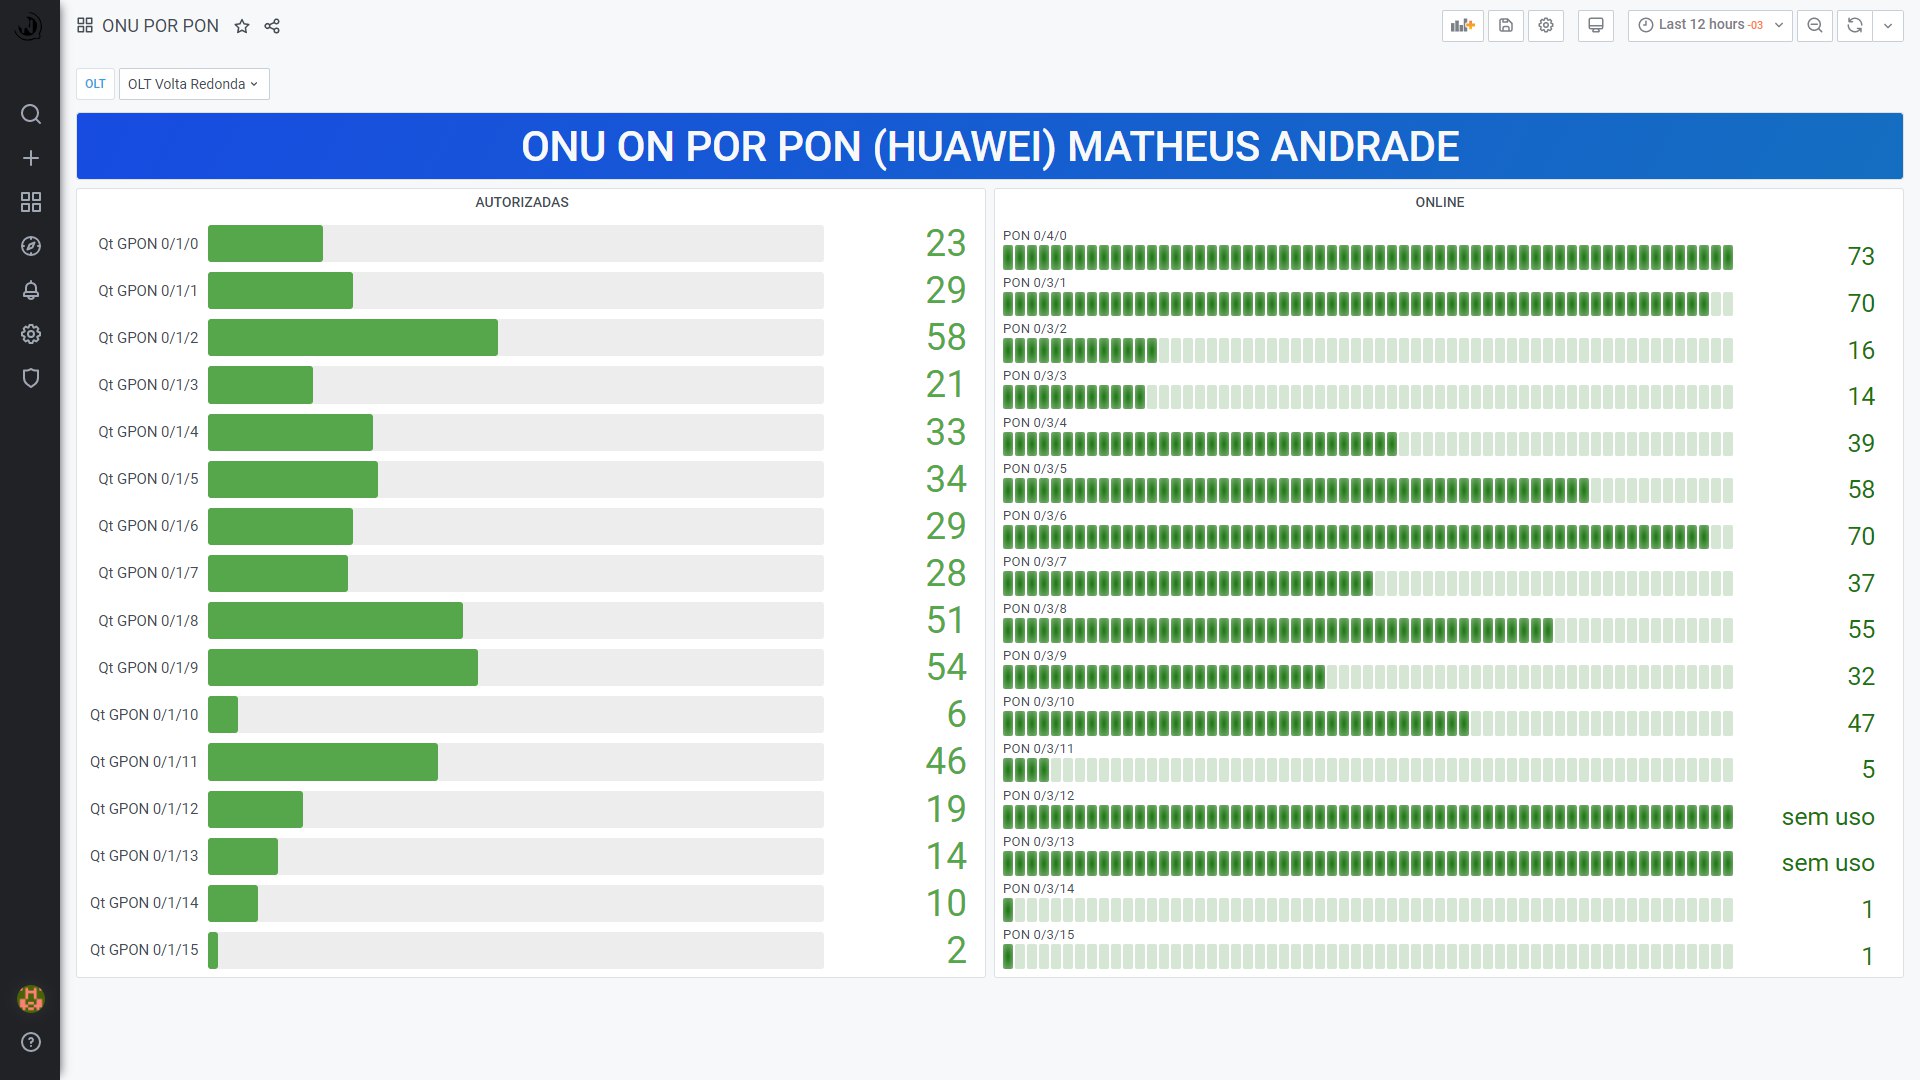 ONU POR PON
Last 12 hours -03
OLT
OLT Volta Redonda
ONU ON POR PON (HUAWEI) MATHEUS ANDRADE
AUTORIZADAS
Qt GPON 0/1/0 23
Qt GPON 0/1/1 29
Qt GPON 0/1/2 58
Qt GPON 0/1/3 21
Qt GPON 0/1/4 33
Qt GPON 0/1/5 34
Qt GPON 0/1/6 29
Qt GPON 0/1/7 28
Qt GPON 0/1/8 51
Qt GPON 0/1/9 54
Qt GPON 0/1/10 6
Qt GPON 0/1/11 46
Qt GPON 0/1/12 19
Qt GPON 0/1/13 14
Qt GPON 0/1/14 10
Qt GPON 0/1/15 2
ONLINE
PON 0/4/0
73
PON 0/3/1
70
PON 0/3/2
16
PON 0/3/3
14
PON 0/3/4
39
PON 0/3/5
58
PON 0/3/6
70
PON 0/3/7
37
PON 0/3/8
55
PON 0/3/9
32
PON 0/3/10
47
PON 0/3/11
5
PON 0/3/12
sem uso
PON 0/3/13
sem uso
PON 0/3/14
1
PON 0/3/15
1